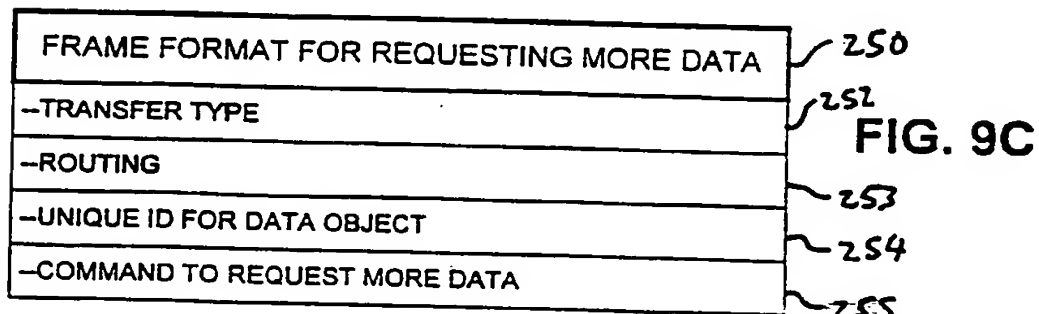 FRAME FORMAT FOR REQUESTING MORE DATA 250
–TRANSFER TYPE 252
FIG. 9C
–ROUTING 253
–UNIQUE ID FOR DATA OBJECT 254
–COMMAND TO REQUEST MORE DATA 255